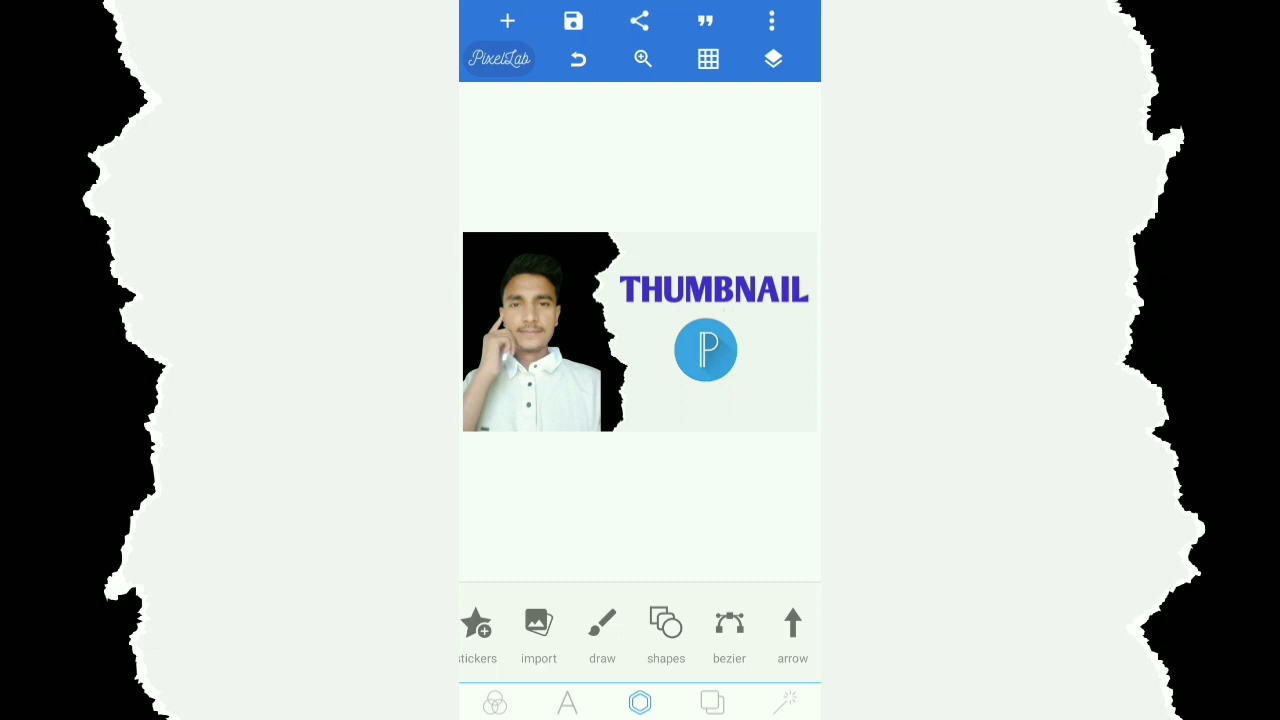 PixelLab
THUMBNAIL
P
stickers import draw shapes bezier arrow
A